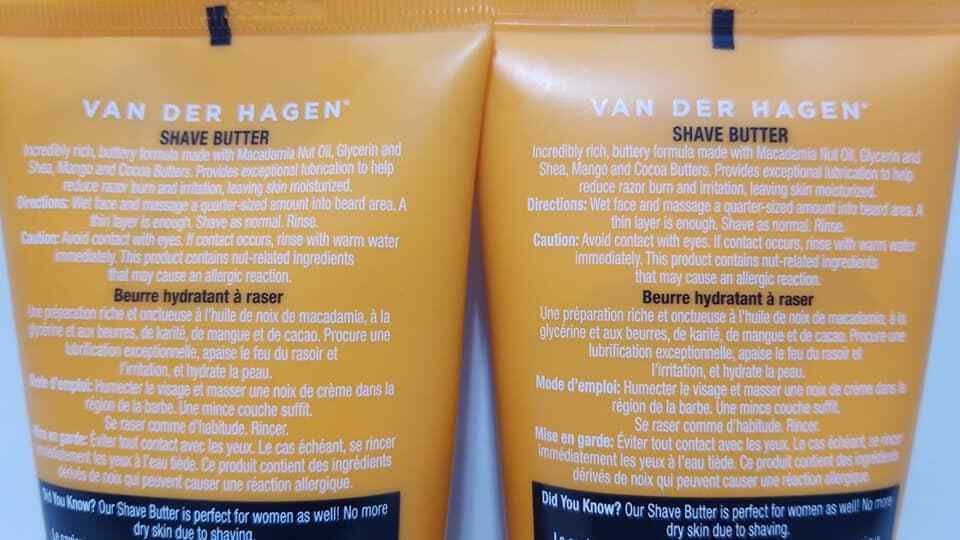 VAN DER HAGEN®
SHAVE BUTTER
Incredibly rich, buttery formula made with Macadamia Nut Oil, Glycerin and
Shea, Mango and Cocoa Butters. Provides exceptional lubrication to help
reduce razor burn and irritation, leaving skin moisturized.
Directions: Wet face and massage a quarter-sized amount into beard area. A
thin layer is enough. Shave as normal. Rinse.
Caution: Avoid contact with eyes. If contact occurs, rinse with warm water
immediately. This product contains nut-related ingredients
that may cause an allergic reaction.
Beurre hydratant à raser
Une préparation riche et onctueuse à l'huile de noix de macadamia, à la
glycérine et aux beurres, de karité, de mangue et de cacao. Procure une
lubrification exceptionnelle, apaise le feu du rasoir et
l'irritation, et hydrate la peau.
Mode d'emploi: Humecter le visage et masser une noix de crème dans la
région de la barbe. Une mince couche suffit.
Se raser comme d'habitude. Rincer.
Mise en garde: Éviter tout contact avec les yeux. Le cas échéant, se rincer
immédiatement les yeux à l'eau tiède. Ce produit contient des ingrédients
dérivés de noix qui peuvent causer une réaction allergique.
Did You Know? Our Shave Butter is perfect for women as well! No more
dry skin due to shaving.
VAN DER HAGEN®
SHAVE BUTTER
Incredibly rich, buttery formula made with Macadamia Nut Oil, Glycerin and
Shea, Mango and Cocoa Butters. Provides exceptional lubrication to help
reduce razor burn and irritation, leaving skin moisturized.
Directions: Wet face and massage a quarter-sized amount into beard area. A
thin layer is enough. Shave as normal. Rinse.
Caution: Avoid contact with eyes. If contact occurs, rinse with warm water
immediately. This product contains nut-related ingredients
that may cause an allergic reaction.
Beurre hydratant à raser
Une préparation riche et onctueuse à l'huile de noix de macadamia, à la
glycérine et aux beurres, de karité, de mangue et de cacao. Procure une
lubrification exceptionnelle, apaise le feu du rasoir et
l'irritation, et hydrate la peau.
Mode d'emploi: Humecter le visage et masser une noix de crème dans la
région de la barbe. Une mince couche suffit.
Se raser comme d'habitude. Rincer.
Mise en garde: Éviter tout contact avec les yeux. Le cas échéant, se rincer
immédiatement les yeux à l'eau tiède. Ce produit contient des ingrédients
dérivés de noix qui peuvent causer une réaction allergique.
Did You Know? Our Shave Butter is perfect for women as well! No more
dry skin due to shaving.